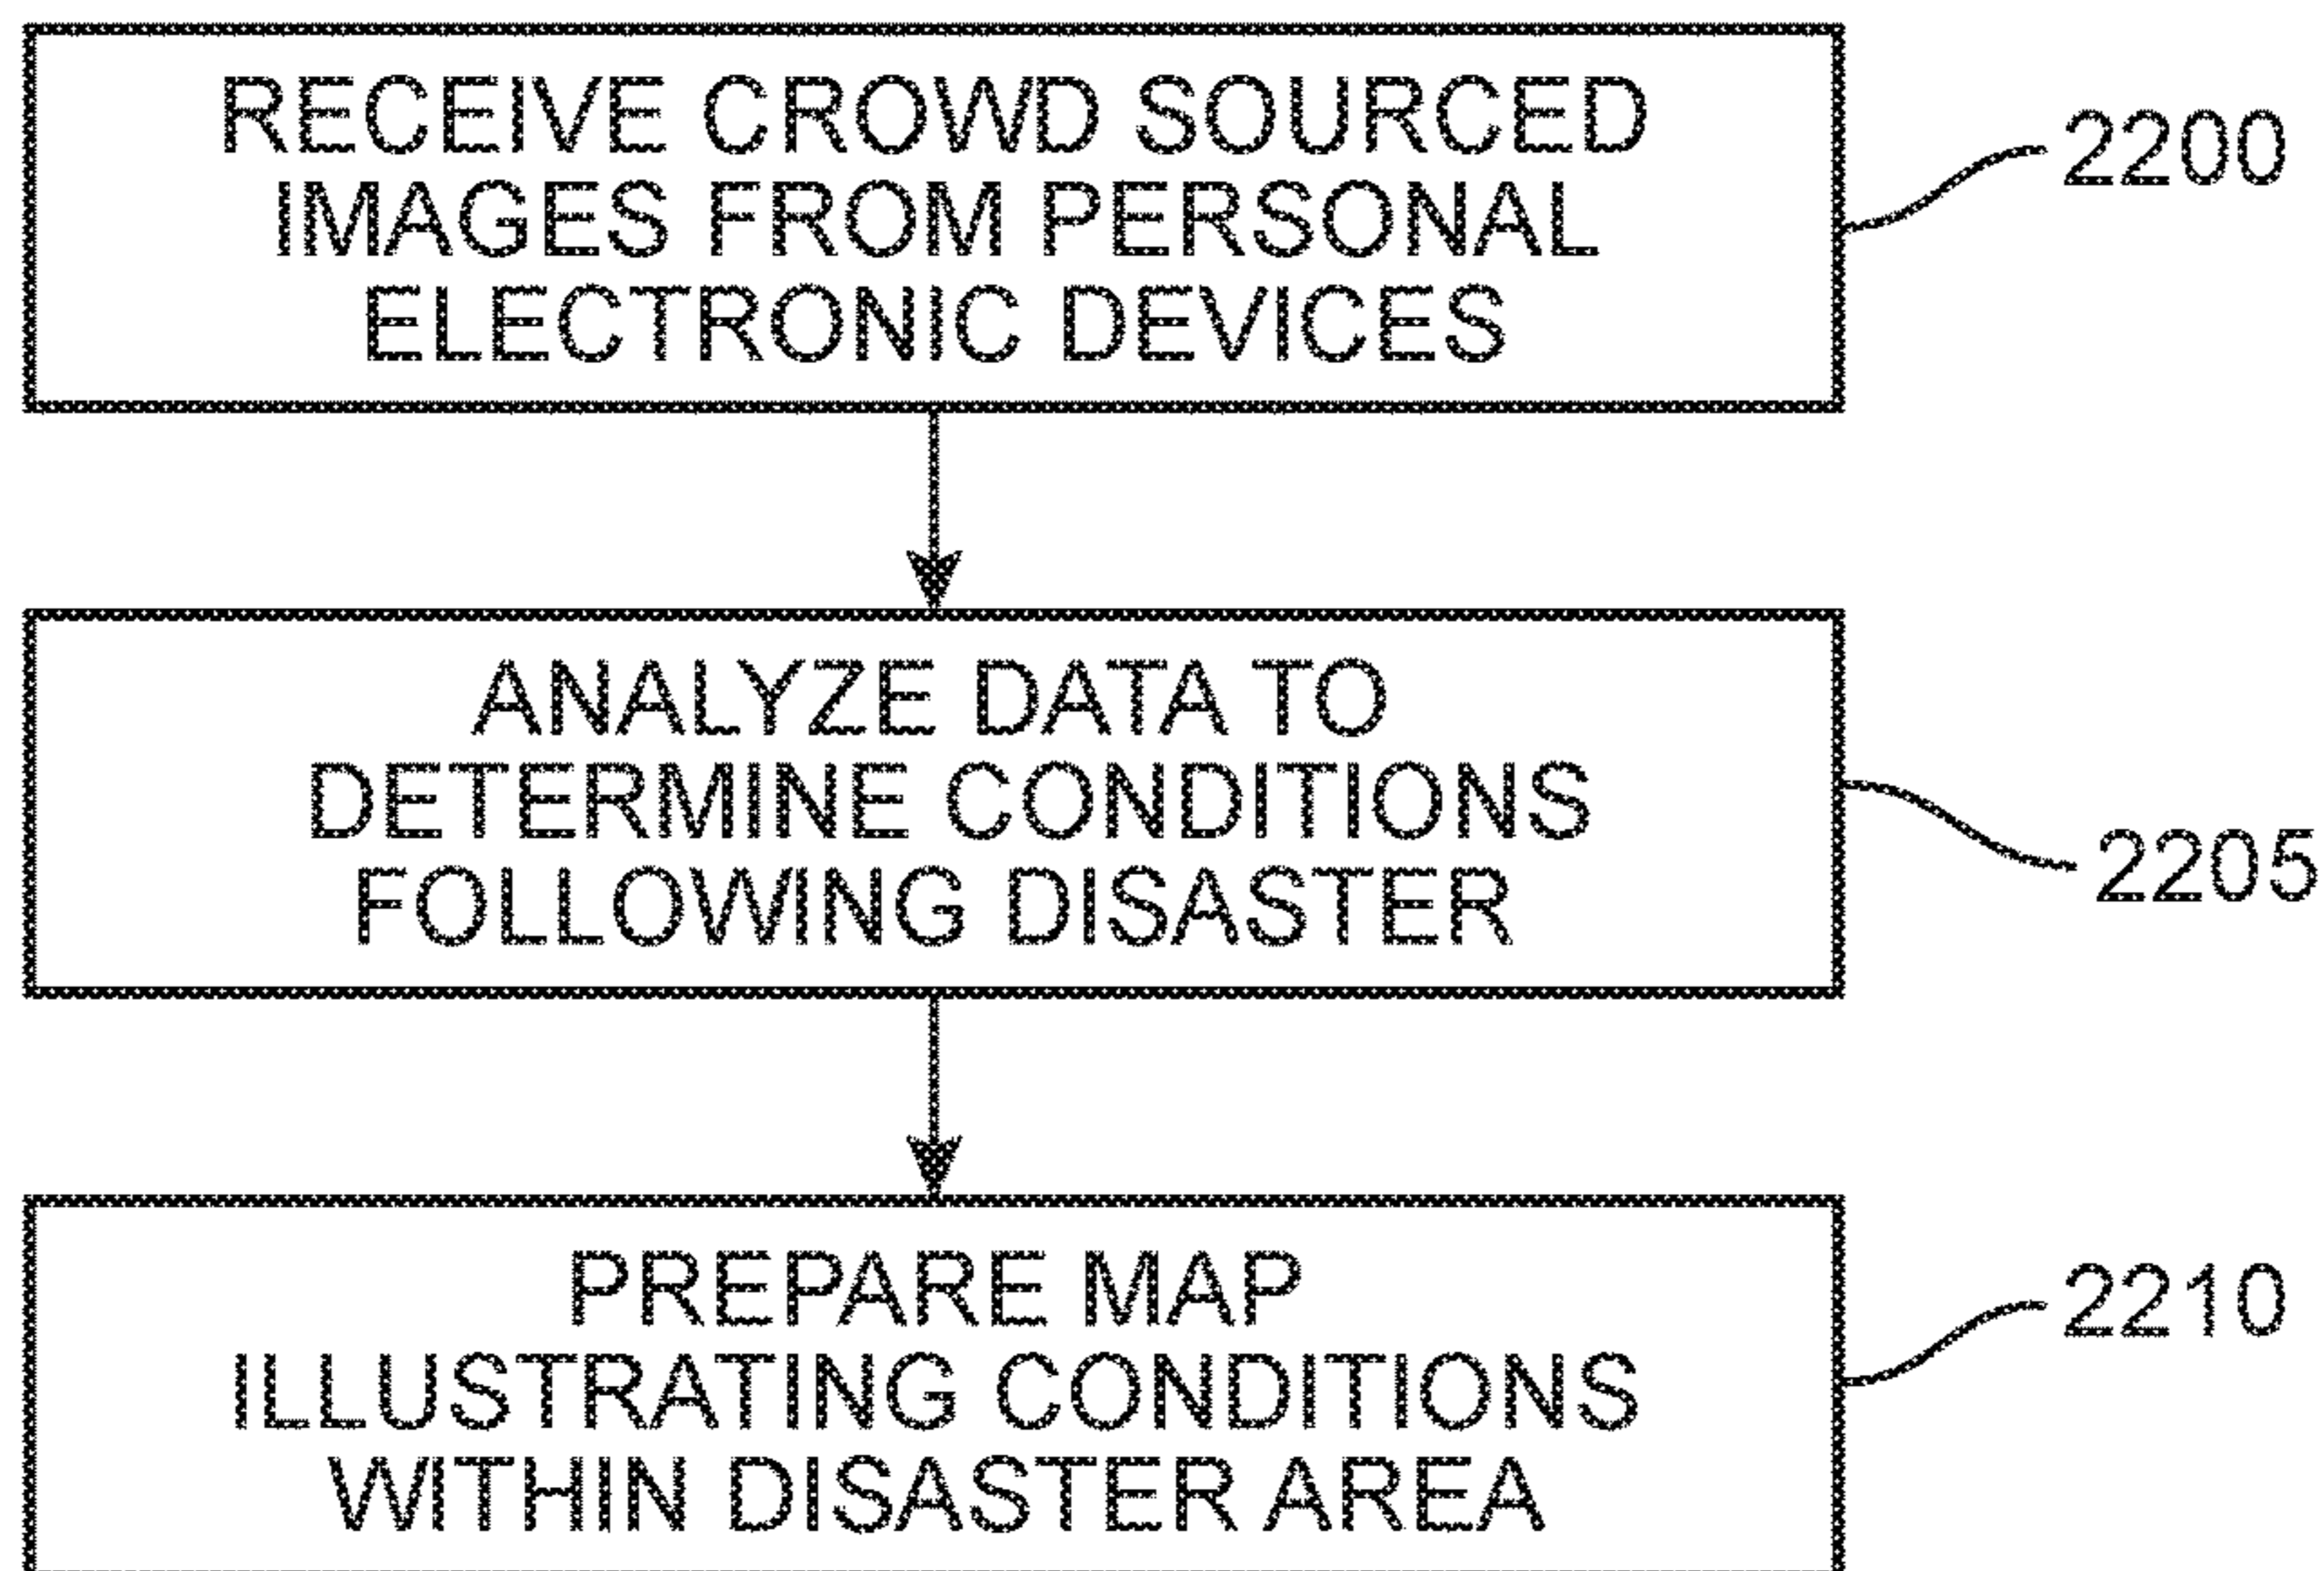 RECEIVE CROWD SOURCED
IMAGES FROM PERSONAL
ELECTRONIC DEVICES
2200
ANALYZE DATA TO
DETERMINE CONDITIONS
FOLLOWING DISASTER
2205
PREPARE MAP
ILLUSTRATING CONDITIONS
WITHIN DISASTER AREA
2210